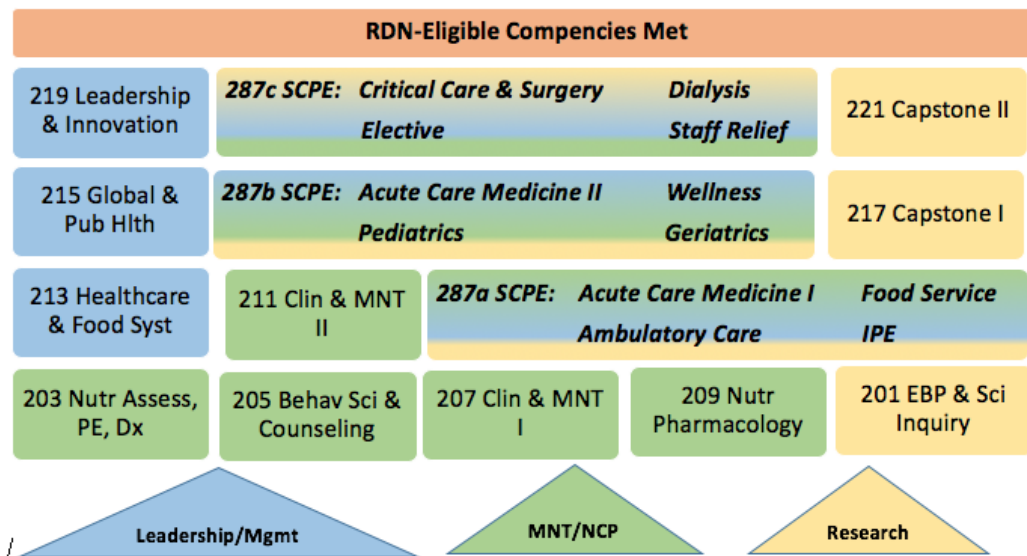 RDN-Eligible Compencies Met
219 Leadership
& Innovation
287c SCPE: Critical Care & Surgery Dialysis
Elective Staff Relief
221 Capstone II
215 Global &
Pub Hlth
287b SCPE: Acute Care Medicine II Wellness
Pediatrics Geriatrics
217 Capstone I
213 Healthcare
& Food Syst
211 Clin & MNT
II
287a SCPE: Acute Care Medicine I Food Service
Ambulatory Care IPE
203 Nutr Assess,
PE, Dx
205 Behav Sci &
Counseling
207 Clin & MNT
I
209 Nutr
Pharmacology
201 EBP & Sci
Inquiry
Leadership/Mgmt
MNT/NCP
Research